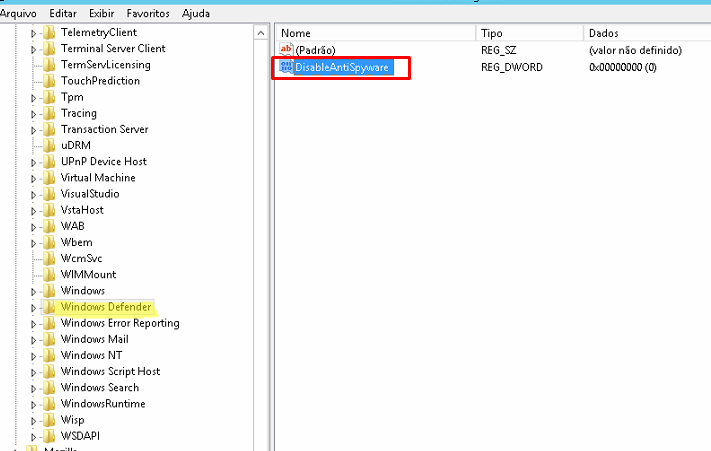 Arquivo Editar Exibir Favoritos Ajuda
TelemetryClient
Terminal Server Client
TermServLicensing
TouchPrediction
Tpm
Tracing
Transaction Server
uDRM
UPnP Device Host
Virtual Machine
VisualStudio
VstaHost
WAB
Wbem
WcmSvc
WIMMount
Windows
Windows Defender
Windows Error Reporting
Windows Mail
Windows NT
Windows Script Host
Windows Search
WindowsRuntime
Wisp
WSDAPI
Nome Tipo Dados
ab (Padrão) REG_SZ (valor não definido)
DisableAntiSpyware REG_DWORD 0x00000000 (0)